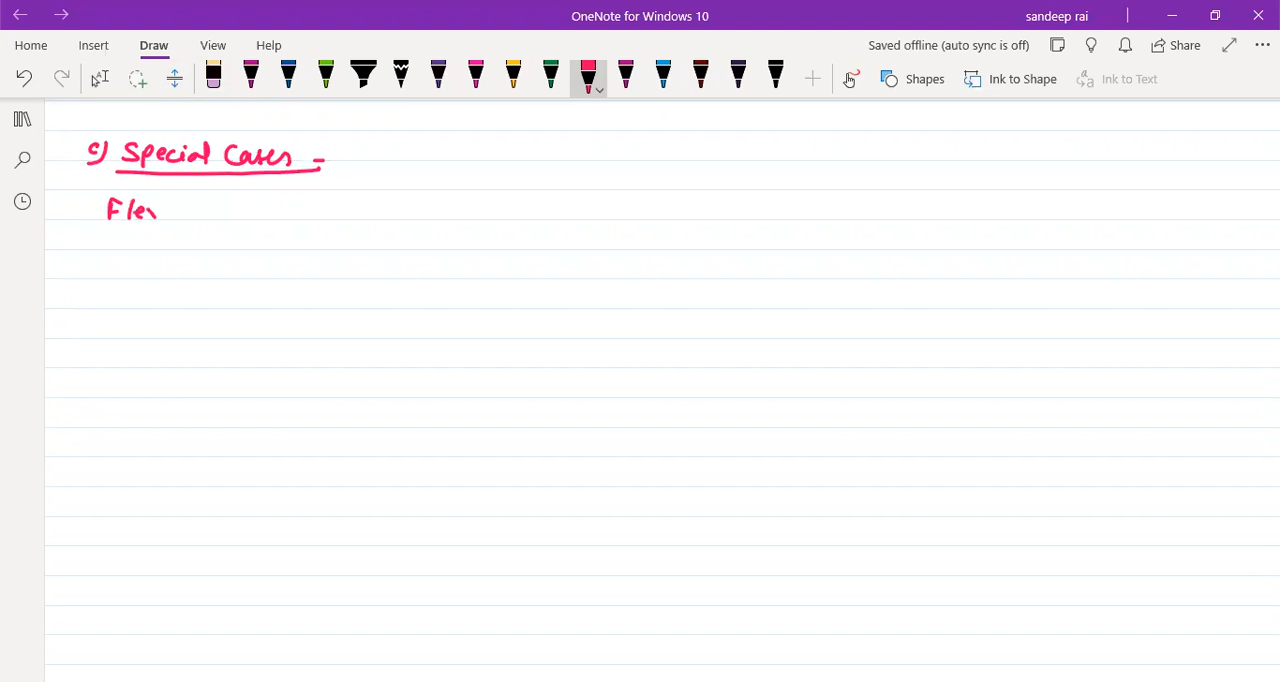 OneNote for Windows 10
sandeep rai
Home Insert Draw View Help
Saved offline (auto sync is off) Share
Shapes Ink to Shape Ink to Text
c) Special Cases -